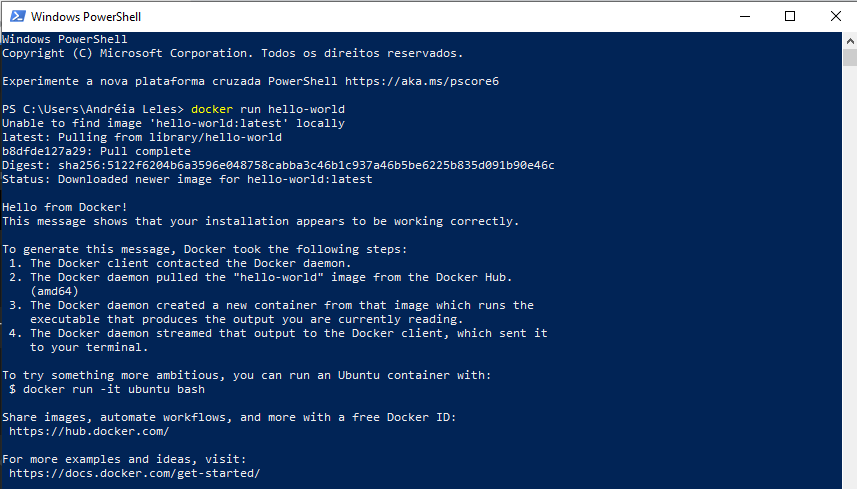 Windows PowerShell
Windows PowerShell
Copyright (C) Microsoft Corporation. Todos os direitos reservados.
Experimente a nova plataforma cruzada PowerShell https://aka.ms/pscore6
PS C:\Users\Andréia Leles> docker run hello-world
Unable to find image 'hello-world:latest' locally
latest: Pulling from library/hello-world
b8dfde127a29: Pull complete
Digest: sha256:5122f6204b6a3596e048758cabba3c46b1c937a46b5be6225b835d091b90e46c
Status: Downloaded newer image for hello-world:latest
Hello from Docker!
This message shows that your installation appears to be working correctly.
To generate this message, Docker took the following steps:
1. The Docker client contacted the Docker daemon.
2. The Docker daemon pulled the "hello-world" image from the Docker Hub.
(amd64)
3. The Docker daemon created a new container from that image which runs the
executable that produces the output you are currently reading.
4. The Docker daemon streamed that output to the Docker client, which sent it
to your terminal.
To try something more ambitious, you can run an Ubuntu container with:
$ docker run -it ubuntu bash
Share images, automate workflows, and more with a free Docker ID:
https://hub.docker.com/
For more examples and ideas, visit:
https://docs.docker.com/get-started/